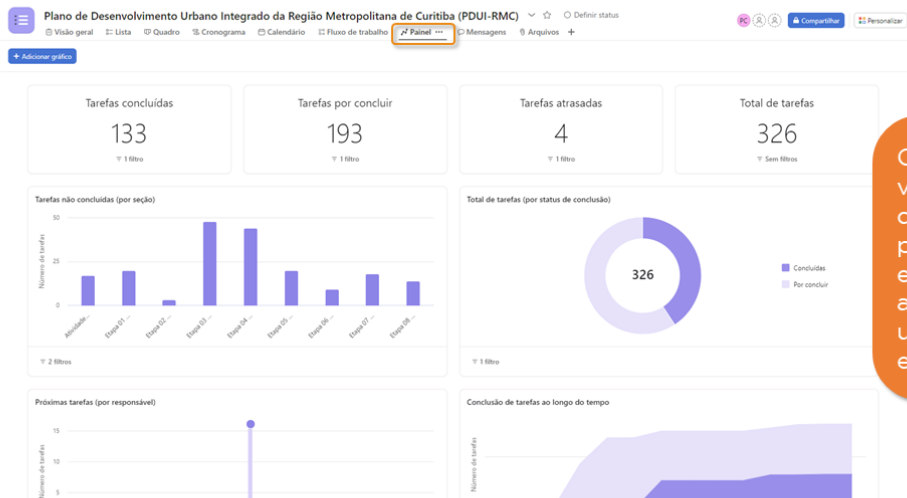 Plano de Desenvolvimento Urbano Integrado da Região Metropolitana de Curitiba (PDUI-RMC) Definir status
PC Compartilhar Personalizar
Visão geral Lista Quadro Cronograma Calendário Fluxo de trabalho Painel ... Mensagens Arquivos +
+ Adicionar gráfico
Tarefas concluídas Tarefas por concluir Tarefas atrasadas Total de tarefas
133 193 4 326
1 filtro 1 filtro 1 filtro Sem filtros
Tarefas não concluídas (por seção)
Número de tarefas
50
25
0
Atividade... Etapa 01 ... Etapa 02 ... Etapa 03 ... Etapa 04 ... Etapa 05 ... Etapa 06 ... Etapa 07 ... Etapa 08 ...
2 filtros
Total de tarefas (por status de conclusão)
326
Concluídas
Por concluir
1 filtro
Próximas tarefas (por responsável)
Número de tarefas
15
10
5
Conclusão de tarefas ao longo do tempo
Número de tarefas